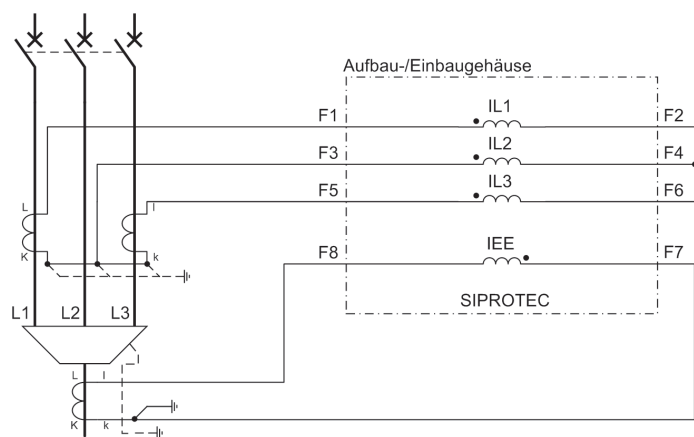 Aufbau-/Einbaugehäuse
IL1
F1 F2
IL2
F3 F4
IL3
F5 F6
L l
K k
IEE
F8 F7
SIPROTEC
L1 L2 L3
L l
K k